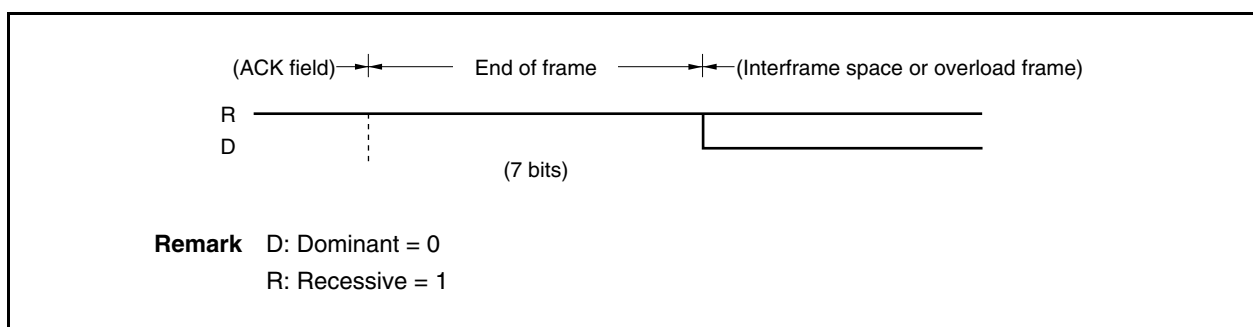 (ACK field) End of frame (Interframe space or overload frame)
R
D
(7 bits)
Remark D: Dominant = 0
R: Recessive = 1